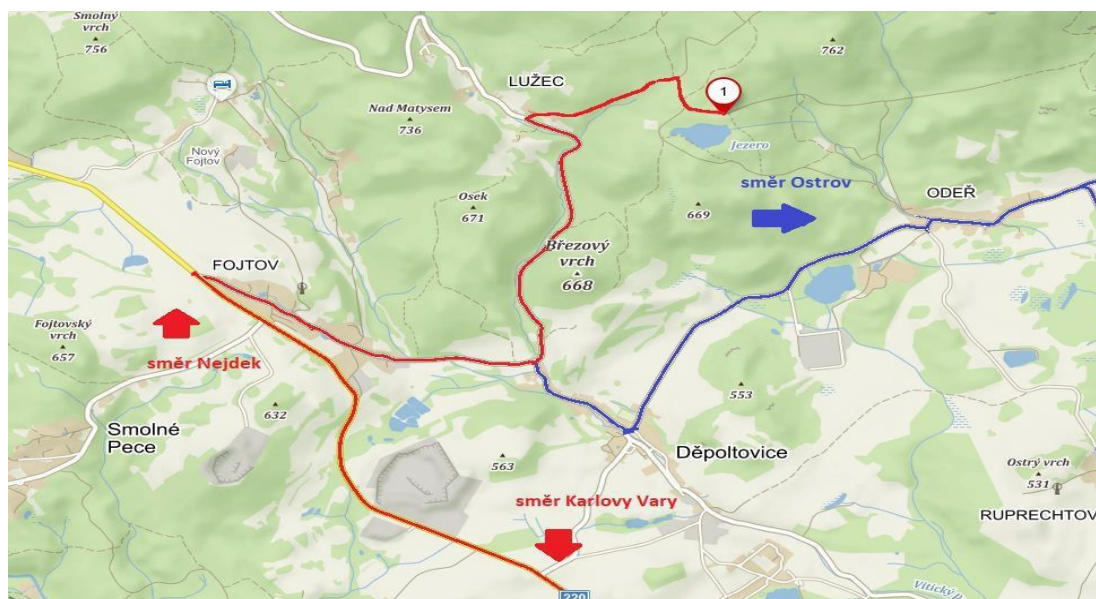 Smolný
vrch
756
762
LUŽEC
1
Nad Matysem
736
Nový
Fojtov
Jezero
směr Ostrov
ODEŘ
Osek
671
669
Březový
vrch
668
FOJTOV
Fojtovský
vrch
657
směr Nejdek
553
632
Smolné
Pece
Děpoltovice
563
Ostrý vrch
531
směr Karlovy Vary
RUPRECHTOV
Vitický p
220